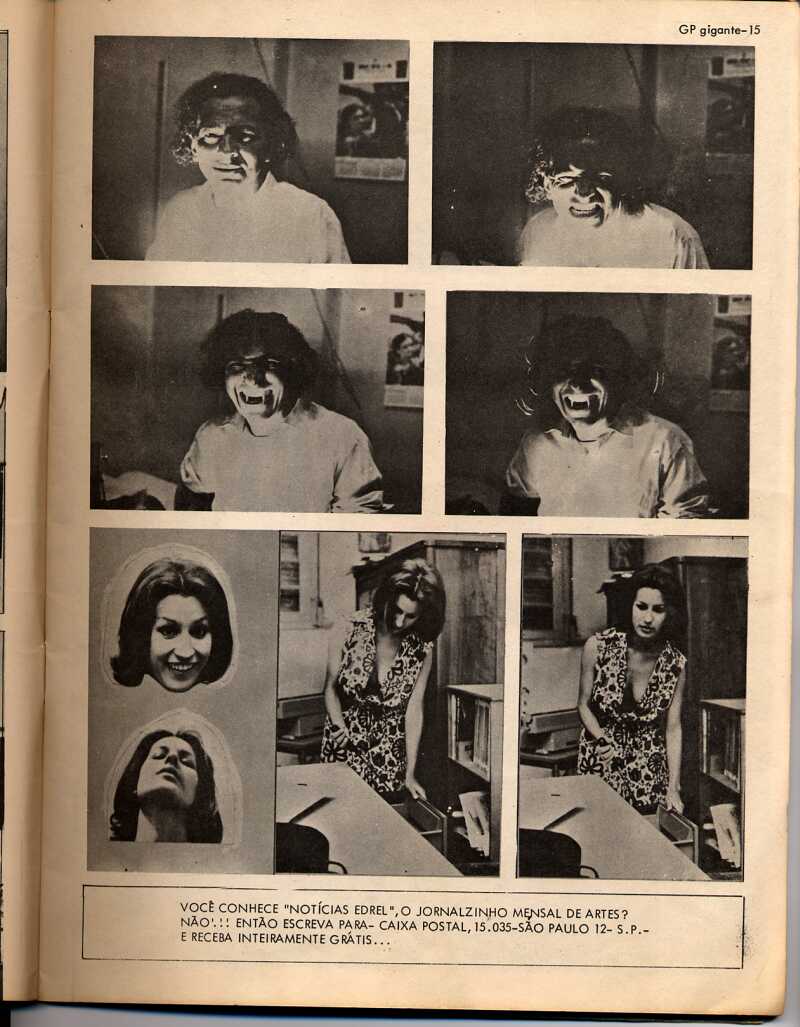 GP gigante-15
VOCÊ CONHECE "NOTÍCIAS EDREL", O JORNALZINHO MENSAL DE ARTES?
NÃO'.!! ENTÃO ESCREVA PARA- CAIXA POSTAL, 15.035-SÃO PAULO 12- S.P.-
E RECEBA INTEIRAMENTE GRÁTIS...